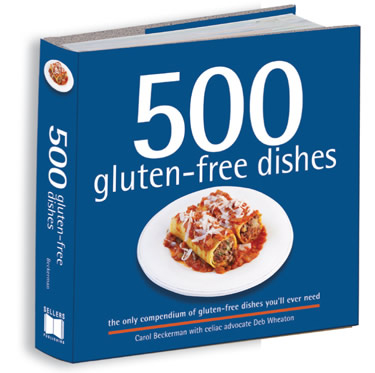 500
gluten-free dishes
the only compendium of gluten-free dishes you'll ever need
Carol Beckerman with celiac advocate Deb Wheaton
500 gluten-free
dishes
Beckerman
SELLERS
PUBLISHING